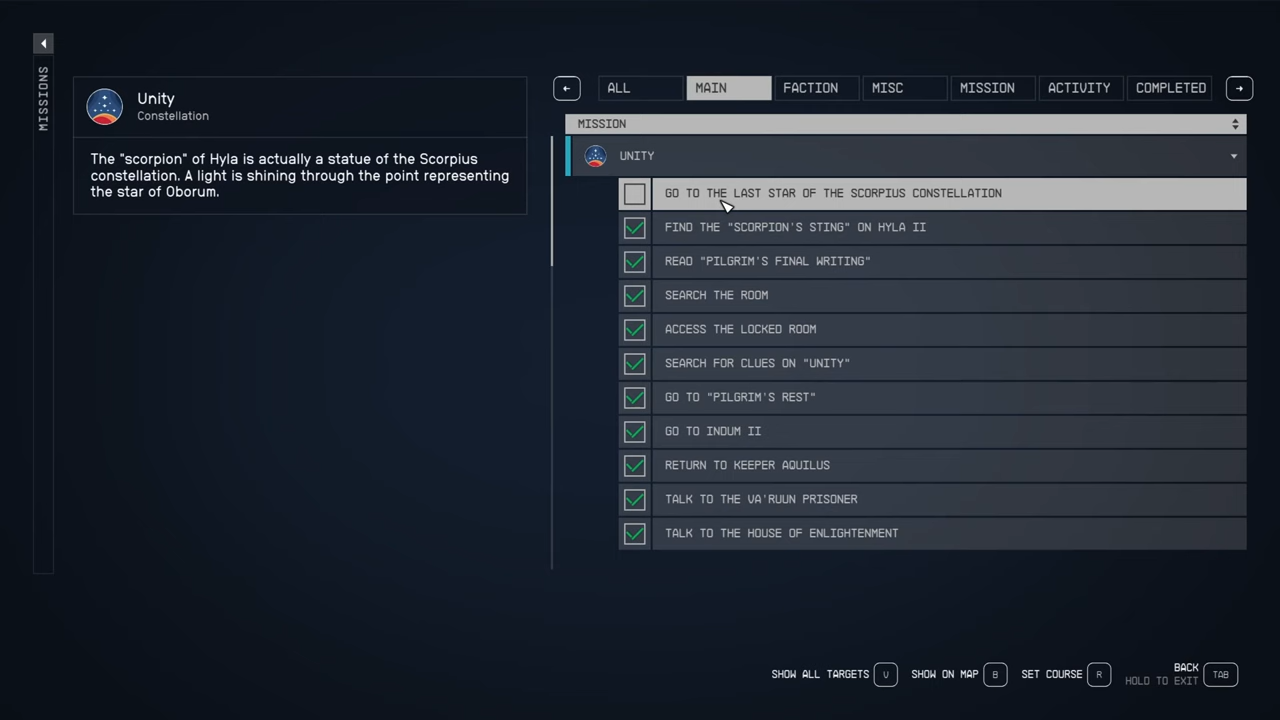 MISSIONS
Unity
Constellation
The "scorpion" of Hyla is actually a statue of the Scorpius
constellation. A light is shining through the point representing
the star of Oborum.
ALL
MAIN
FACTION
MISC
MISSION
ACTIVITY
COMPLETED
MISSION
UNITY
GO TO THE LAST STAR OF THE SCORPIUS CONSTELLATION
FIND THE "SCORPION'S STING" ON HYLA II
READ "PILGRIM'S FINAL WRITING"
SEARCH THE ROOM
ACCESS THE LOCKED ROOM
SEARCH FOR CLUES ON "UNITY"
GO TO "PILGRIM'S REST"
GO TO INDUM II
RETURN TO KEEPER AQUILUS
TALK TO THE VA'RUUN PRISONER
TALK TO THE HOUSE OF ENLIGHTENMENT
SHOW ALL TARGETS V
SHOW ON MAP B
SET COURSE R
BACK
HOLD TO EXIT
TAB